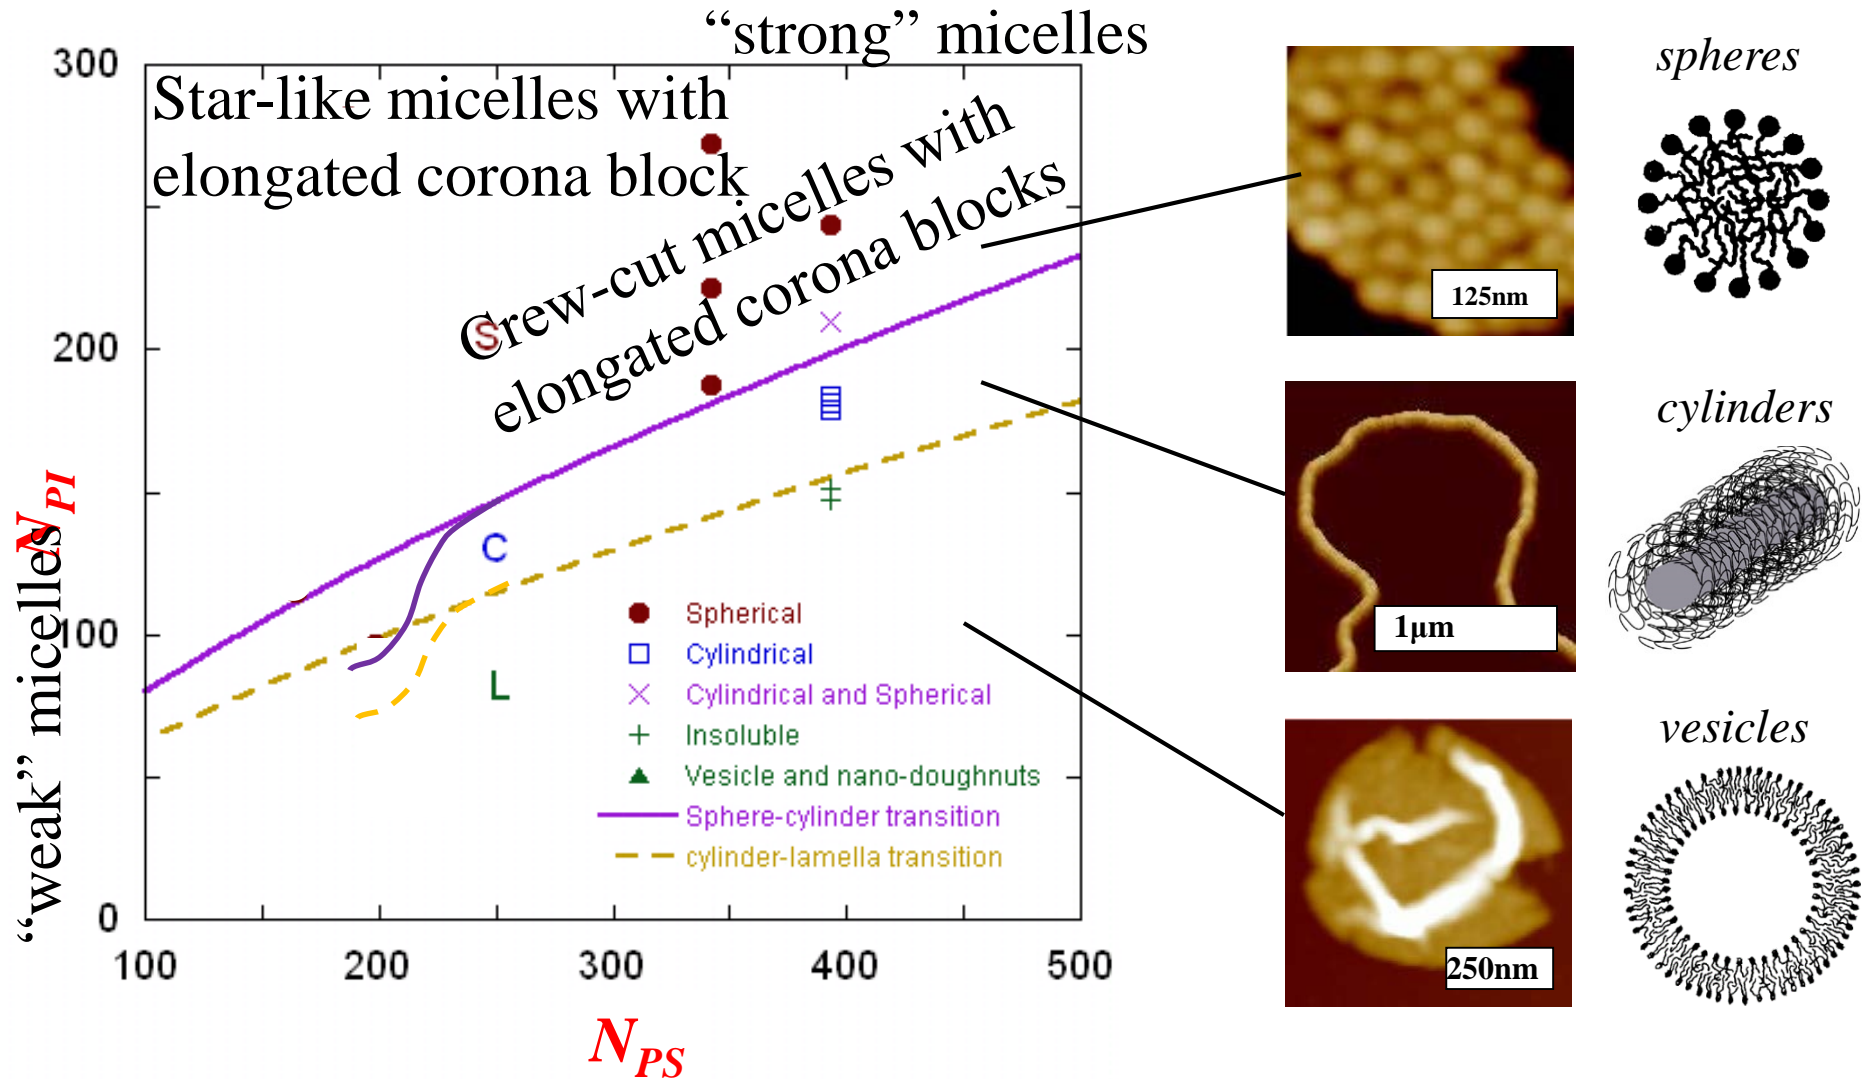 “strong” micelles
300
Star-like micelles with
elongated corona block
Crew-cut micelles with
elongated corona blocks
S
200
N_PI
C
100
L
“weak” micelles
0
100
200
300
400
500
N_PS
Spherical
Cylindrical
Cylindrical and Spherical
Insoluble
Vesicle and nano-doughnuts
Sphere-cylinder transition
cylinder-lamella transition
125nm
spheres
1μm
cylinders
250nm
vesicles